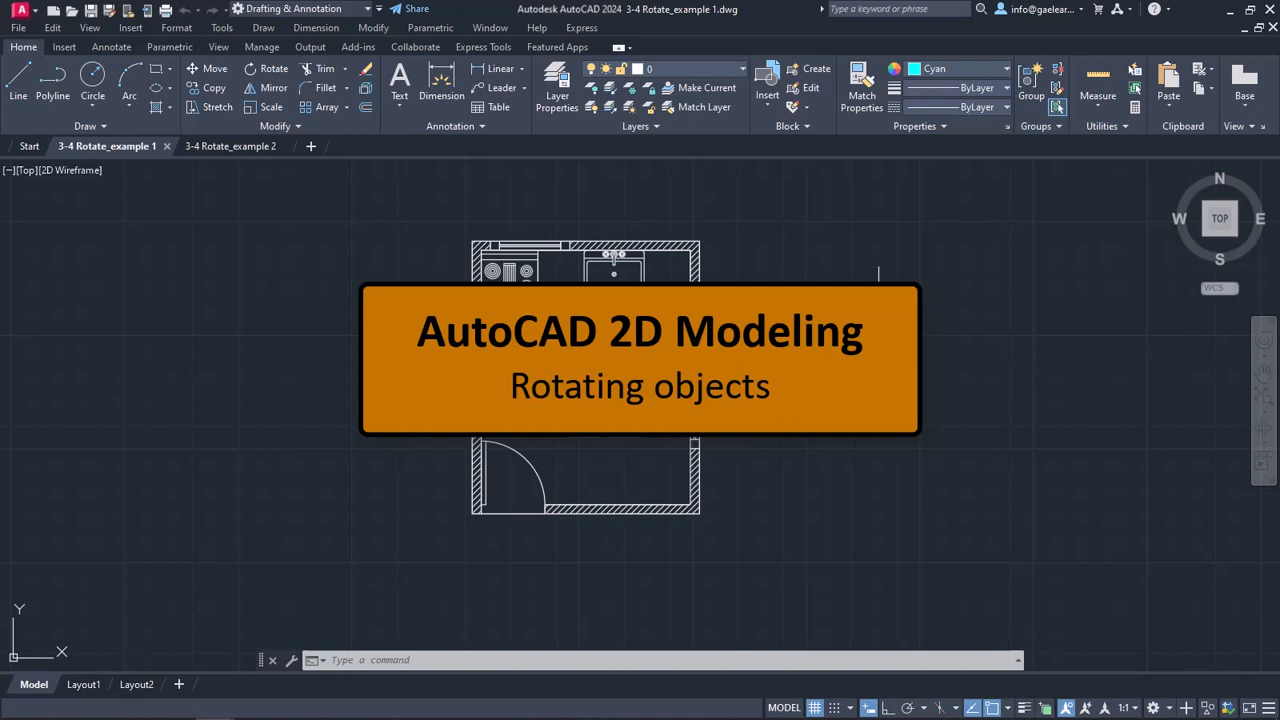 Drafting & Annotation
Share
Autodesk AutoCAD 2024 3-4 Rotate_example 1.dwg
Type a keyword or phrase
info@gaelear...
?
File Edit View Insert Format Tools Draw Dimension Modify Parametric Window Help Express
Home Insert Annotate Parametric View Manage Output Add-ins Collaborate Express Tools Featured Apps
Line Polyline Circle Arc
Move Rotate Trim
Copy Mirror Fillet
Stretch Scale Array
Text Dimension
Linear
Leader
Table
Layer Properties
0
Make Current
Match Layer
Insert
Create
Edit
Match Properties
Cyan
ByLayer
ByLayer
Group
Measure
Paste
Base
Draw Modify Annotation Layers Block Properties Groups Utilities Clipboard View
Start 3-4 Rotate_example 1 3-4 Rotate_example 2
[−][Top][2D Wireframe]
N
W TOP E
S
WCS
AutoCAD 2D Modeling
Rotating objects
Y
X
Type a command
Model Layout1 Layout2
MODEL 1:1